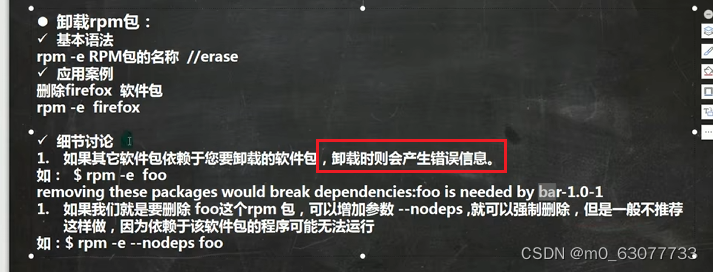 ● 卸载rpm包：
✓ 基本语法
rpm -e RPM包的名称 //erase
✓ 应用案例
删除firefox 软件包
rpm -e firefox
✓ 细节讨论
1. 如果其它软件包依赖于您要卸载的软件包，卸载时则会产生错误信息。
如： $ rpm -e foo
removing these packages would break dependencies:foo is needed by bar-1.0-1
1. 如果我们就是要删除 foo这个rpm 包，可以增加参数 --nodeps ,就可以强制删除，但是一般不推荐
这样做，因为依赖于该软件包的程序可能无法运行
如：$ rpm -e --nodeps foo
CSDN @m0_63077733